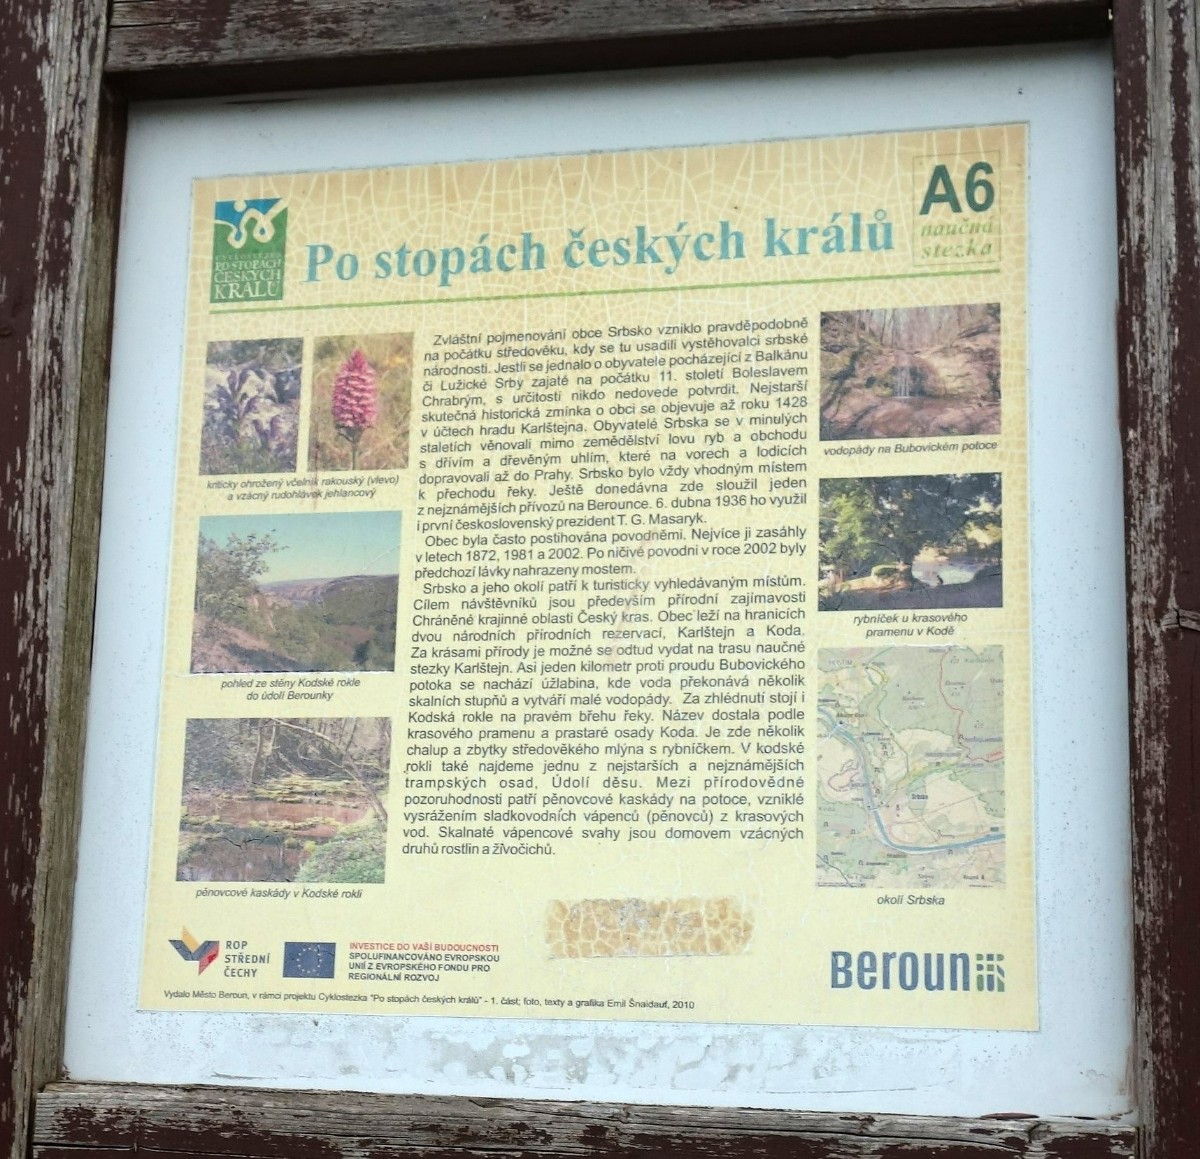 A6
naučná
stezka
CYKLOSTEZKA
PO STOPÁCH
ČESKÝCH
KRÁLŮ
Po stopách českých králů
kriticky ohrožený včelník rakouský (vlevo)
a vzácný rudohlávek jehlancový
pohled ze stěny Kodské rokle
do údolí Berounky
pěnovcové kaskády v Kodské rokli
Zvláštní pojmenování obce Srbsko vzniklo pravděpodobně
na počátku středověku, kdy se tu usadili vystěhovalci srbské
národnosti. Jestli se jednalo o obyvatele pocházející z Balkánu
či Lužické Srby zajaté na počátku 11. století Boleslavem
Chrabrým, s určitostí nikdo nedovede potvrdit. Nejstarší
skutečná historická zmínka o obci se objevuje až roku 1428
v účtech hradu Karlštejna. Obyvatelé Srbska se v minulých
staletích věnovali mimo zemědělství lovu ryb a obchodu
s dřívím a dřevěným uhlím, které na vorech a lodicích
dopravovali až do Prahy. Srbsko bylo vždy vhodným místem
k přechodu řeky. Ještě donedávna zde sloužil jeden
z nejznámějších přívozů na Berounce. 6. dubna 1936 ho využil
i první československý prezident T. G. Masaryk.
Obec byla často postihována povodněmi. Nejvíce ji zasáhly
v letech 1872, 1981 a 2002. Po ničivé povodni v roce 2002 byly
předchozí lávky nahrazeny mostem.
Srbsko a jeho okolí patří k turisticky vyhledávaným místům.
Cílem návštěvníků jsou především přírodní zajímavosti
Chráněné krajinné oblasti Český kras. Obec leží na hranicích
dvou národních přírodních rezervací, Karlštejn a Koda.
Za krásami přírody je možné se odtud vydat na trasu naučné
stezky Karlštejn. Asi jeden kilometr proti proudu Bubovického
potoka se nachází úžlabina, kde voda překonává několik
skalních stupňů a vytváří malé vodopády. Za zhlédnutí stojí i
Kodská rokle na pravém břehu řeky. Název dostala podle
krasového pramenu a prastaré osady Koda. Je zde několik
chalup a zbytky středověkého mlýna s rybníčkem. V kodské
rokli také najdeme jednu z nejstarších a nejznámějších
trampských osad, Údolí děsu. Mezi přírodovědné
pozoruhodnosti patří pěnovcové kaskády na potoce, vzniklé
vysrážením sladkovodních vápenců (pěnovců) z krasových
vod. Skalnaté vápencové svahy jsou domovem vzácných
druhů rostlin a živočichů.
vodopády na Bubovickém potoce
rybníček u krasového
pramenu v Kodě
Srbsko
okolí Srbska
ROP
STŘEDNÍ
ČECHY
INVESTICE DO VAŠÍ BUDOUCNOSTI
SPOLUFINANCOVÁNO EVROPSKOU
UNIÍ Z EVROPSKÉHO FONDU PRO
REGIONÁLNÍ ROZVOJ
Beroun
Vydalo Město Beroun, v rámci projektu Cyklostezka "Po stopách českých králů" - 1. část; foto, texty a grafika Emil Šnaidauf, 2010